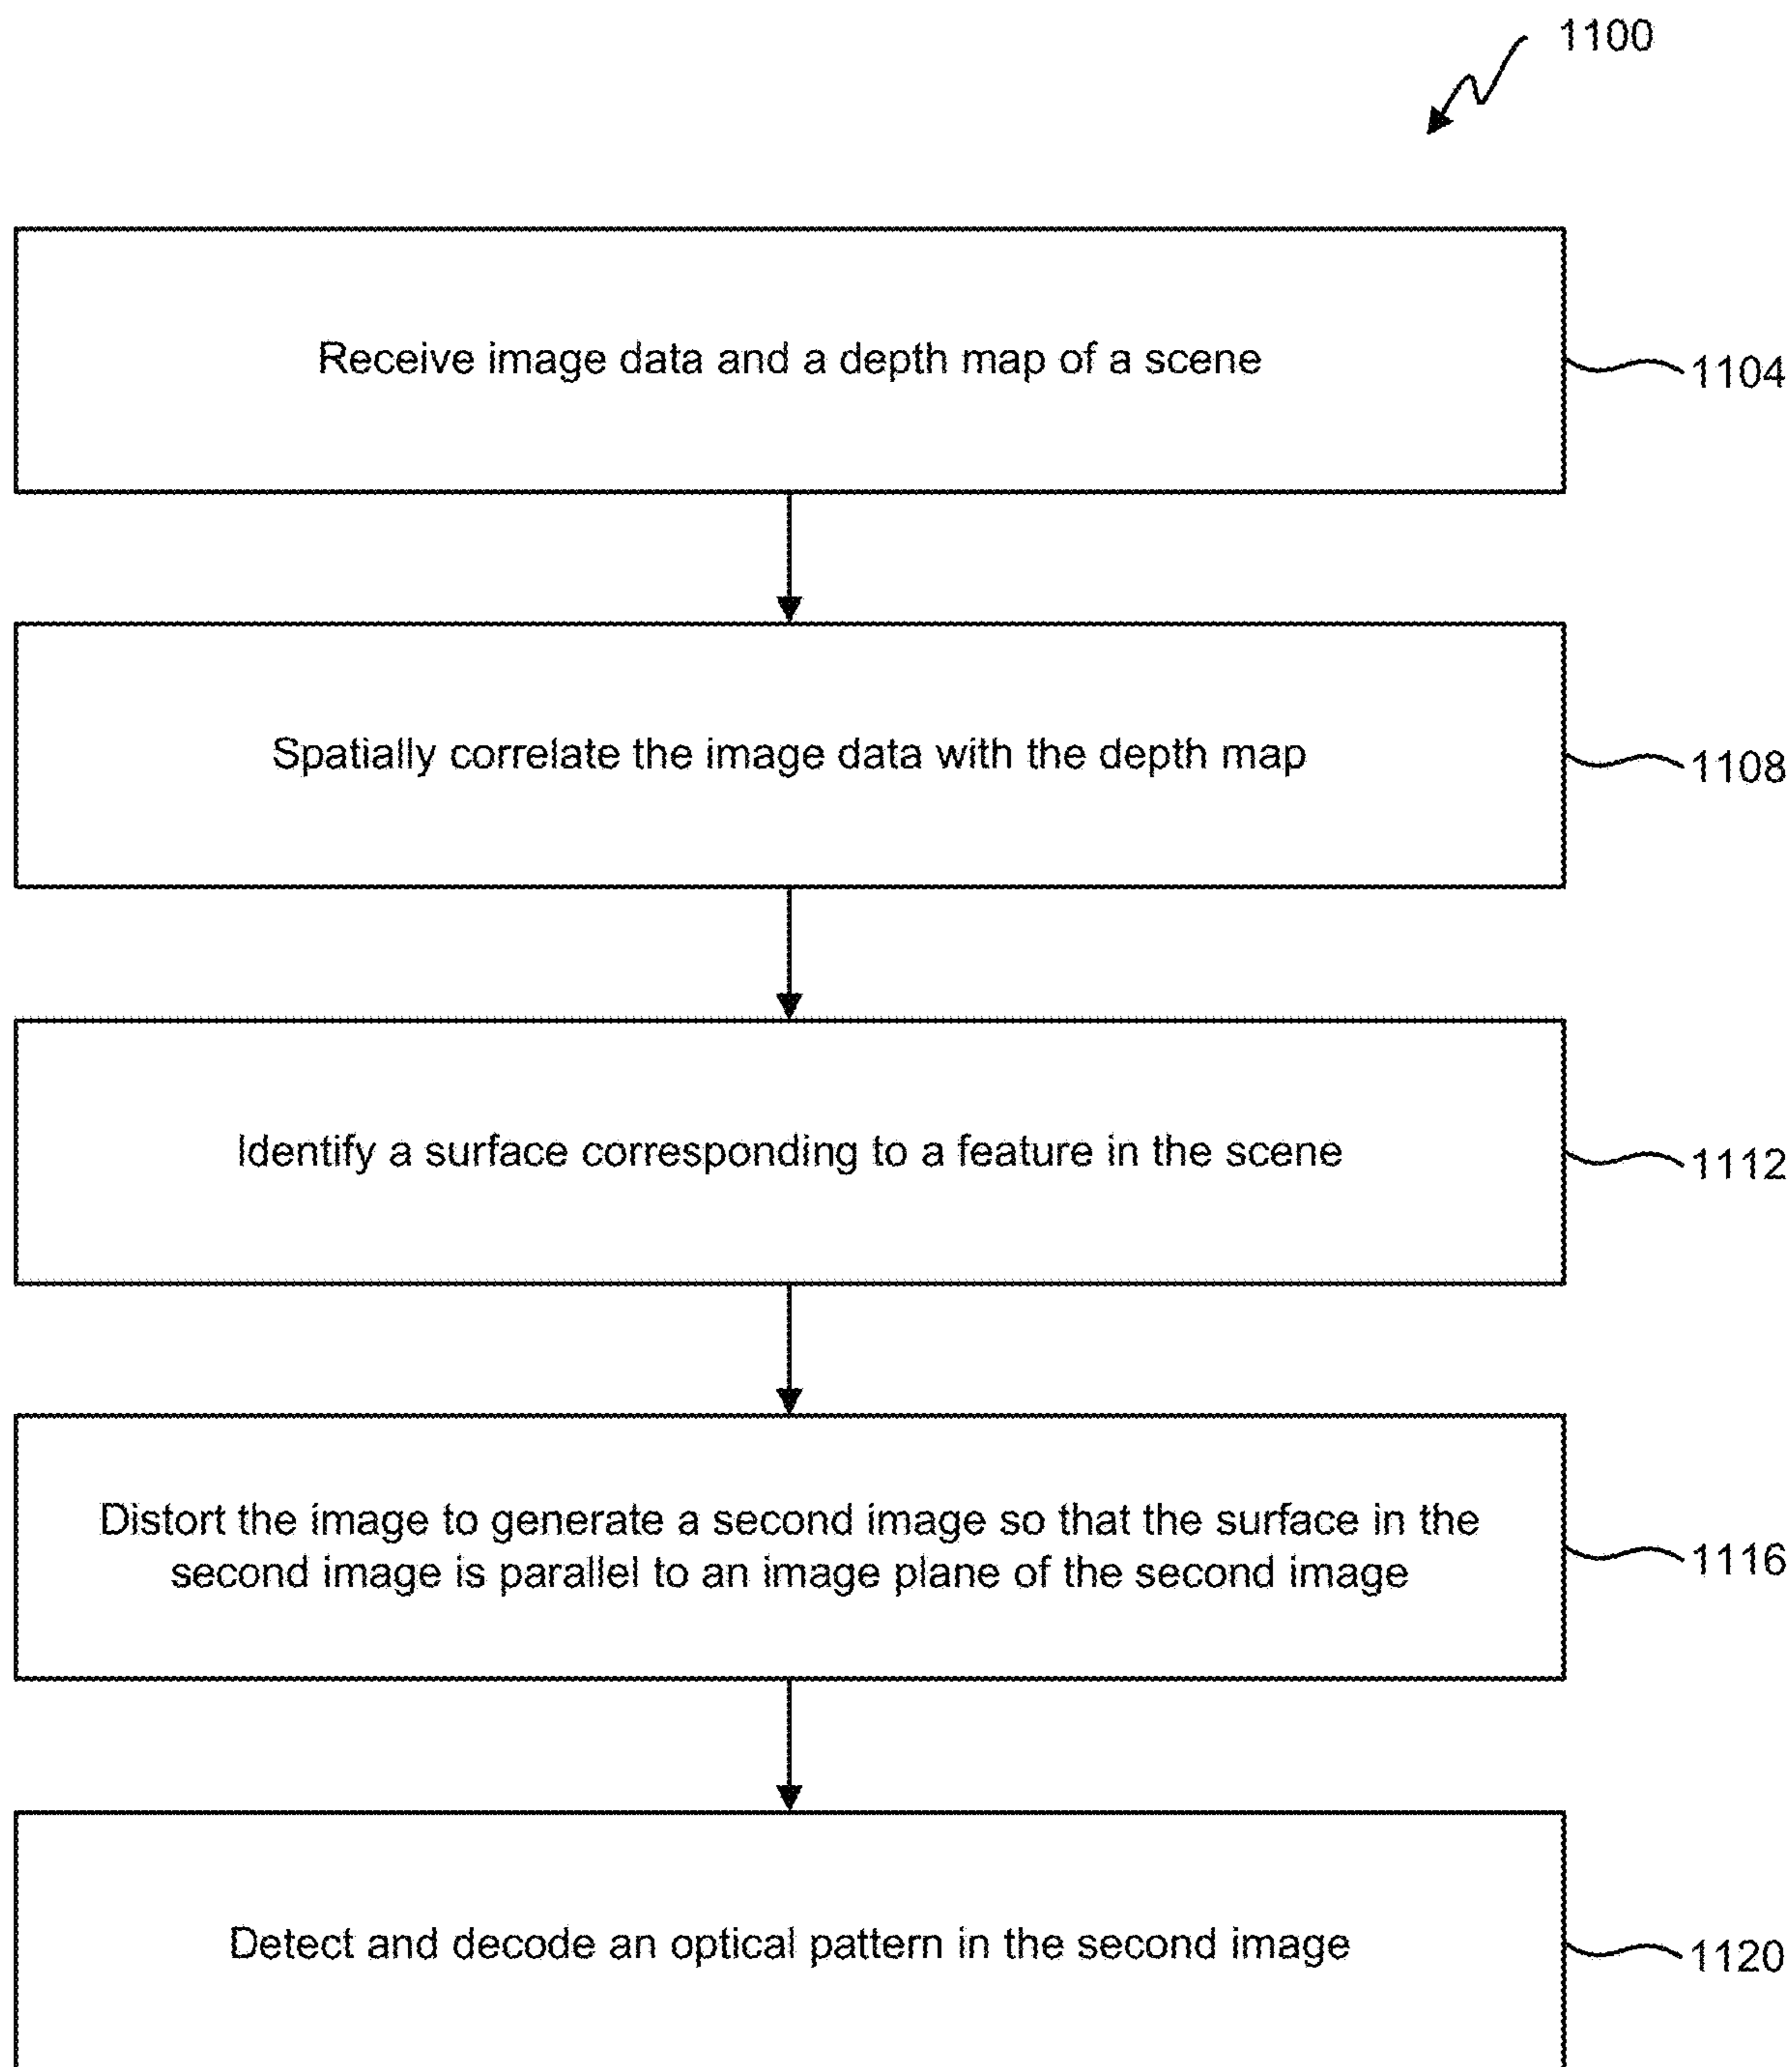 1100
Receive image data and a depth map of a scene
1104
Spatially correlate the image data with the depth map
1108
Identify a surface corresponding to a feature in the scene
1112
Distort the image to generate a second image so that the surface in the
second image is parallel to an image plane of the second image
1116
Detect and decode an optical pattern in the second image
1120